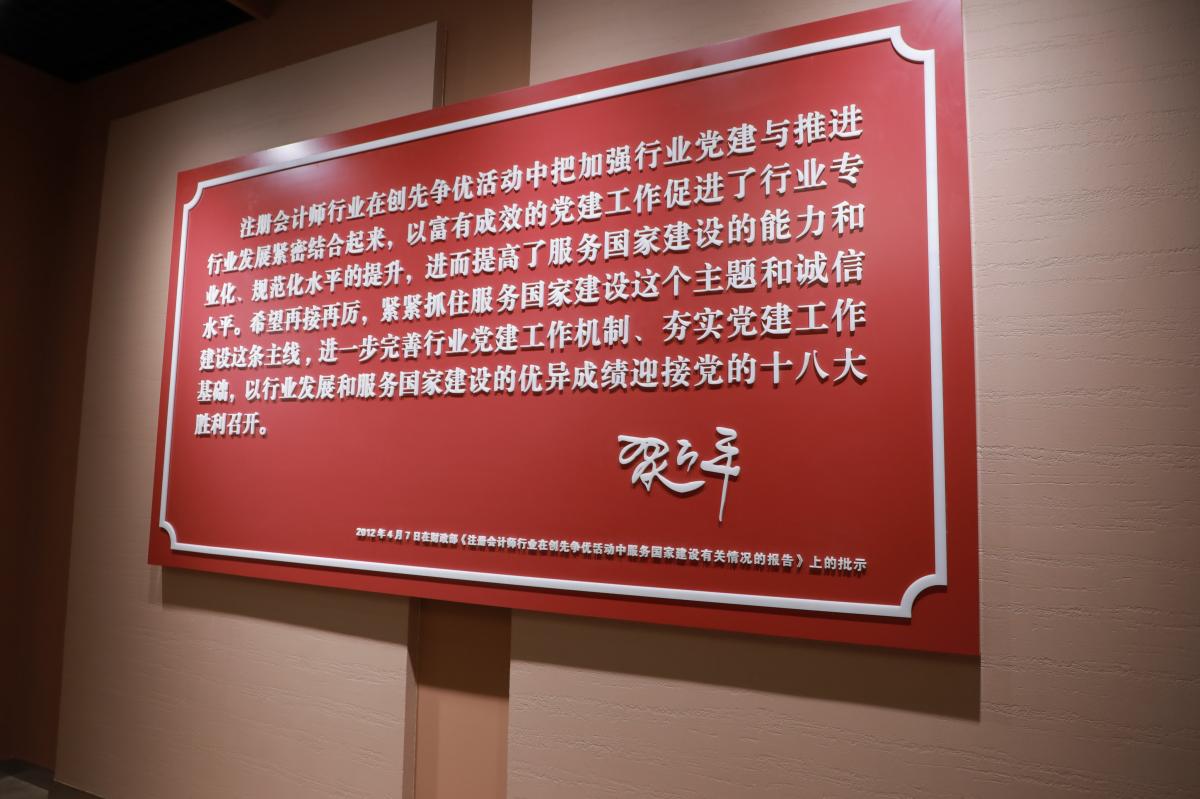 注册会计师行业在创先争优活动中把加强行业党建与推进
行业发展紧密结合起来，以富有成效的党建工作促进了行业专
业化、规范化水平的提升，进而提高了服务国家建设的能力和
水平。希望再接再厉，紧紧抓住服务国家建设这个主题和诚信
建设这条主线，进一步完善行业党建工作机制、夯实党建工作
基础，以行业发展和服务国家建设的优异成绩迎接党的十八大
胜利召开。
2012年4月7日在财政部《注册会计师行业在创先争优活动中服务国家建设有关情况的报告》上的批示